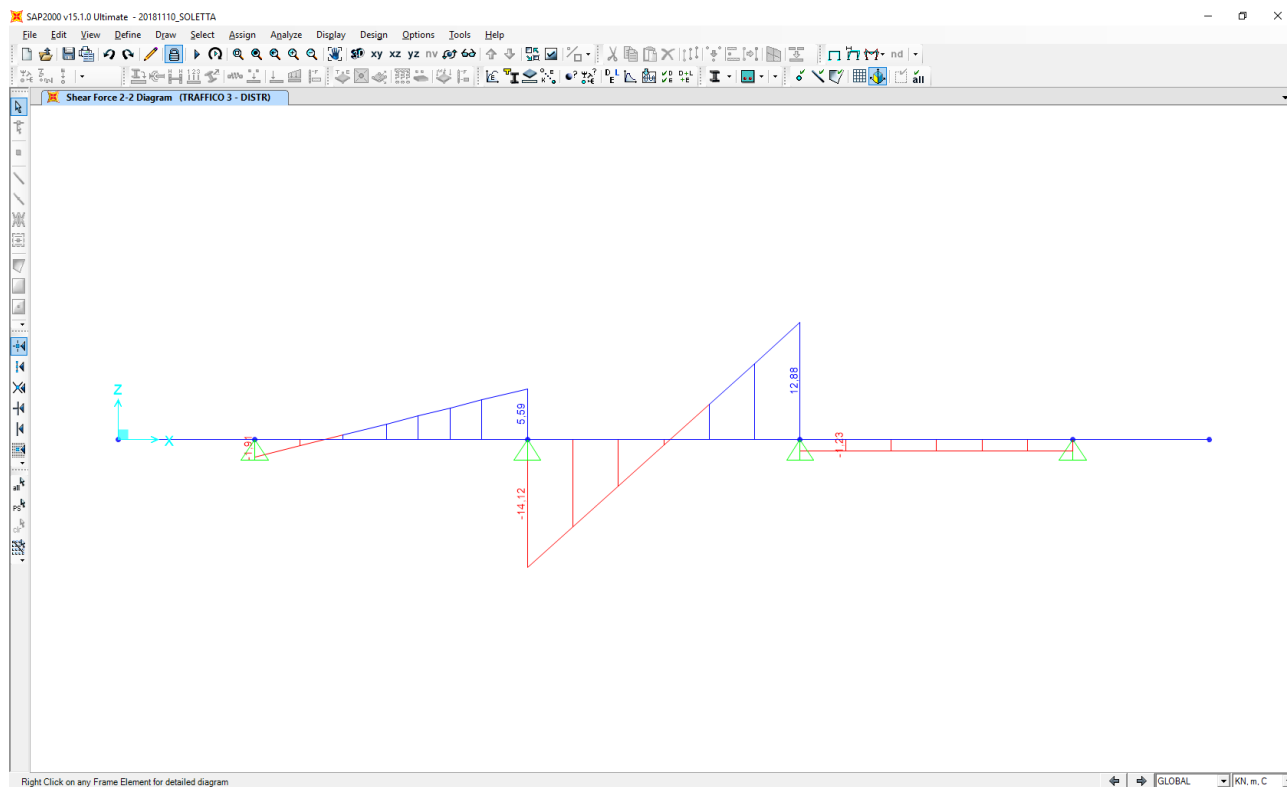 SAP2000 v15.1.0 Ultimate - 20181110_SOLETTA
File Edit View Define Draw Select Assign Analyze Display Design Options Tools Help
xy xz yz nv
nd
Shear Force 2-2 Diagram (TRAFFICO 3 - DISTR)
all
Z
X
-1,91
5,59
-14,12
12,88
-1,23
Right Click on any Frame Element for detailed diagram
GLOBAL
KN, m, C